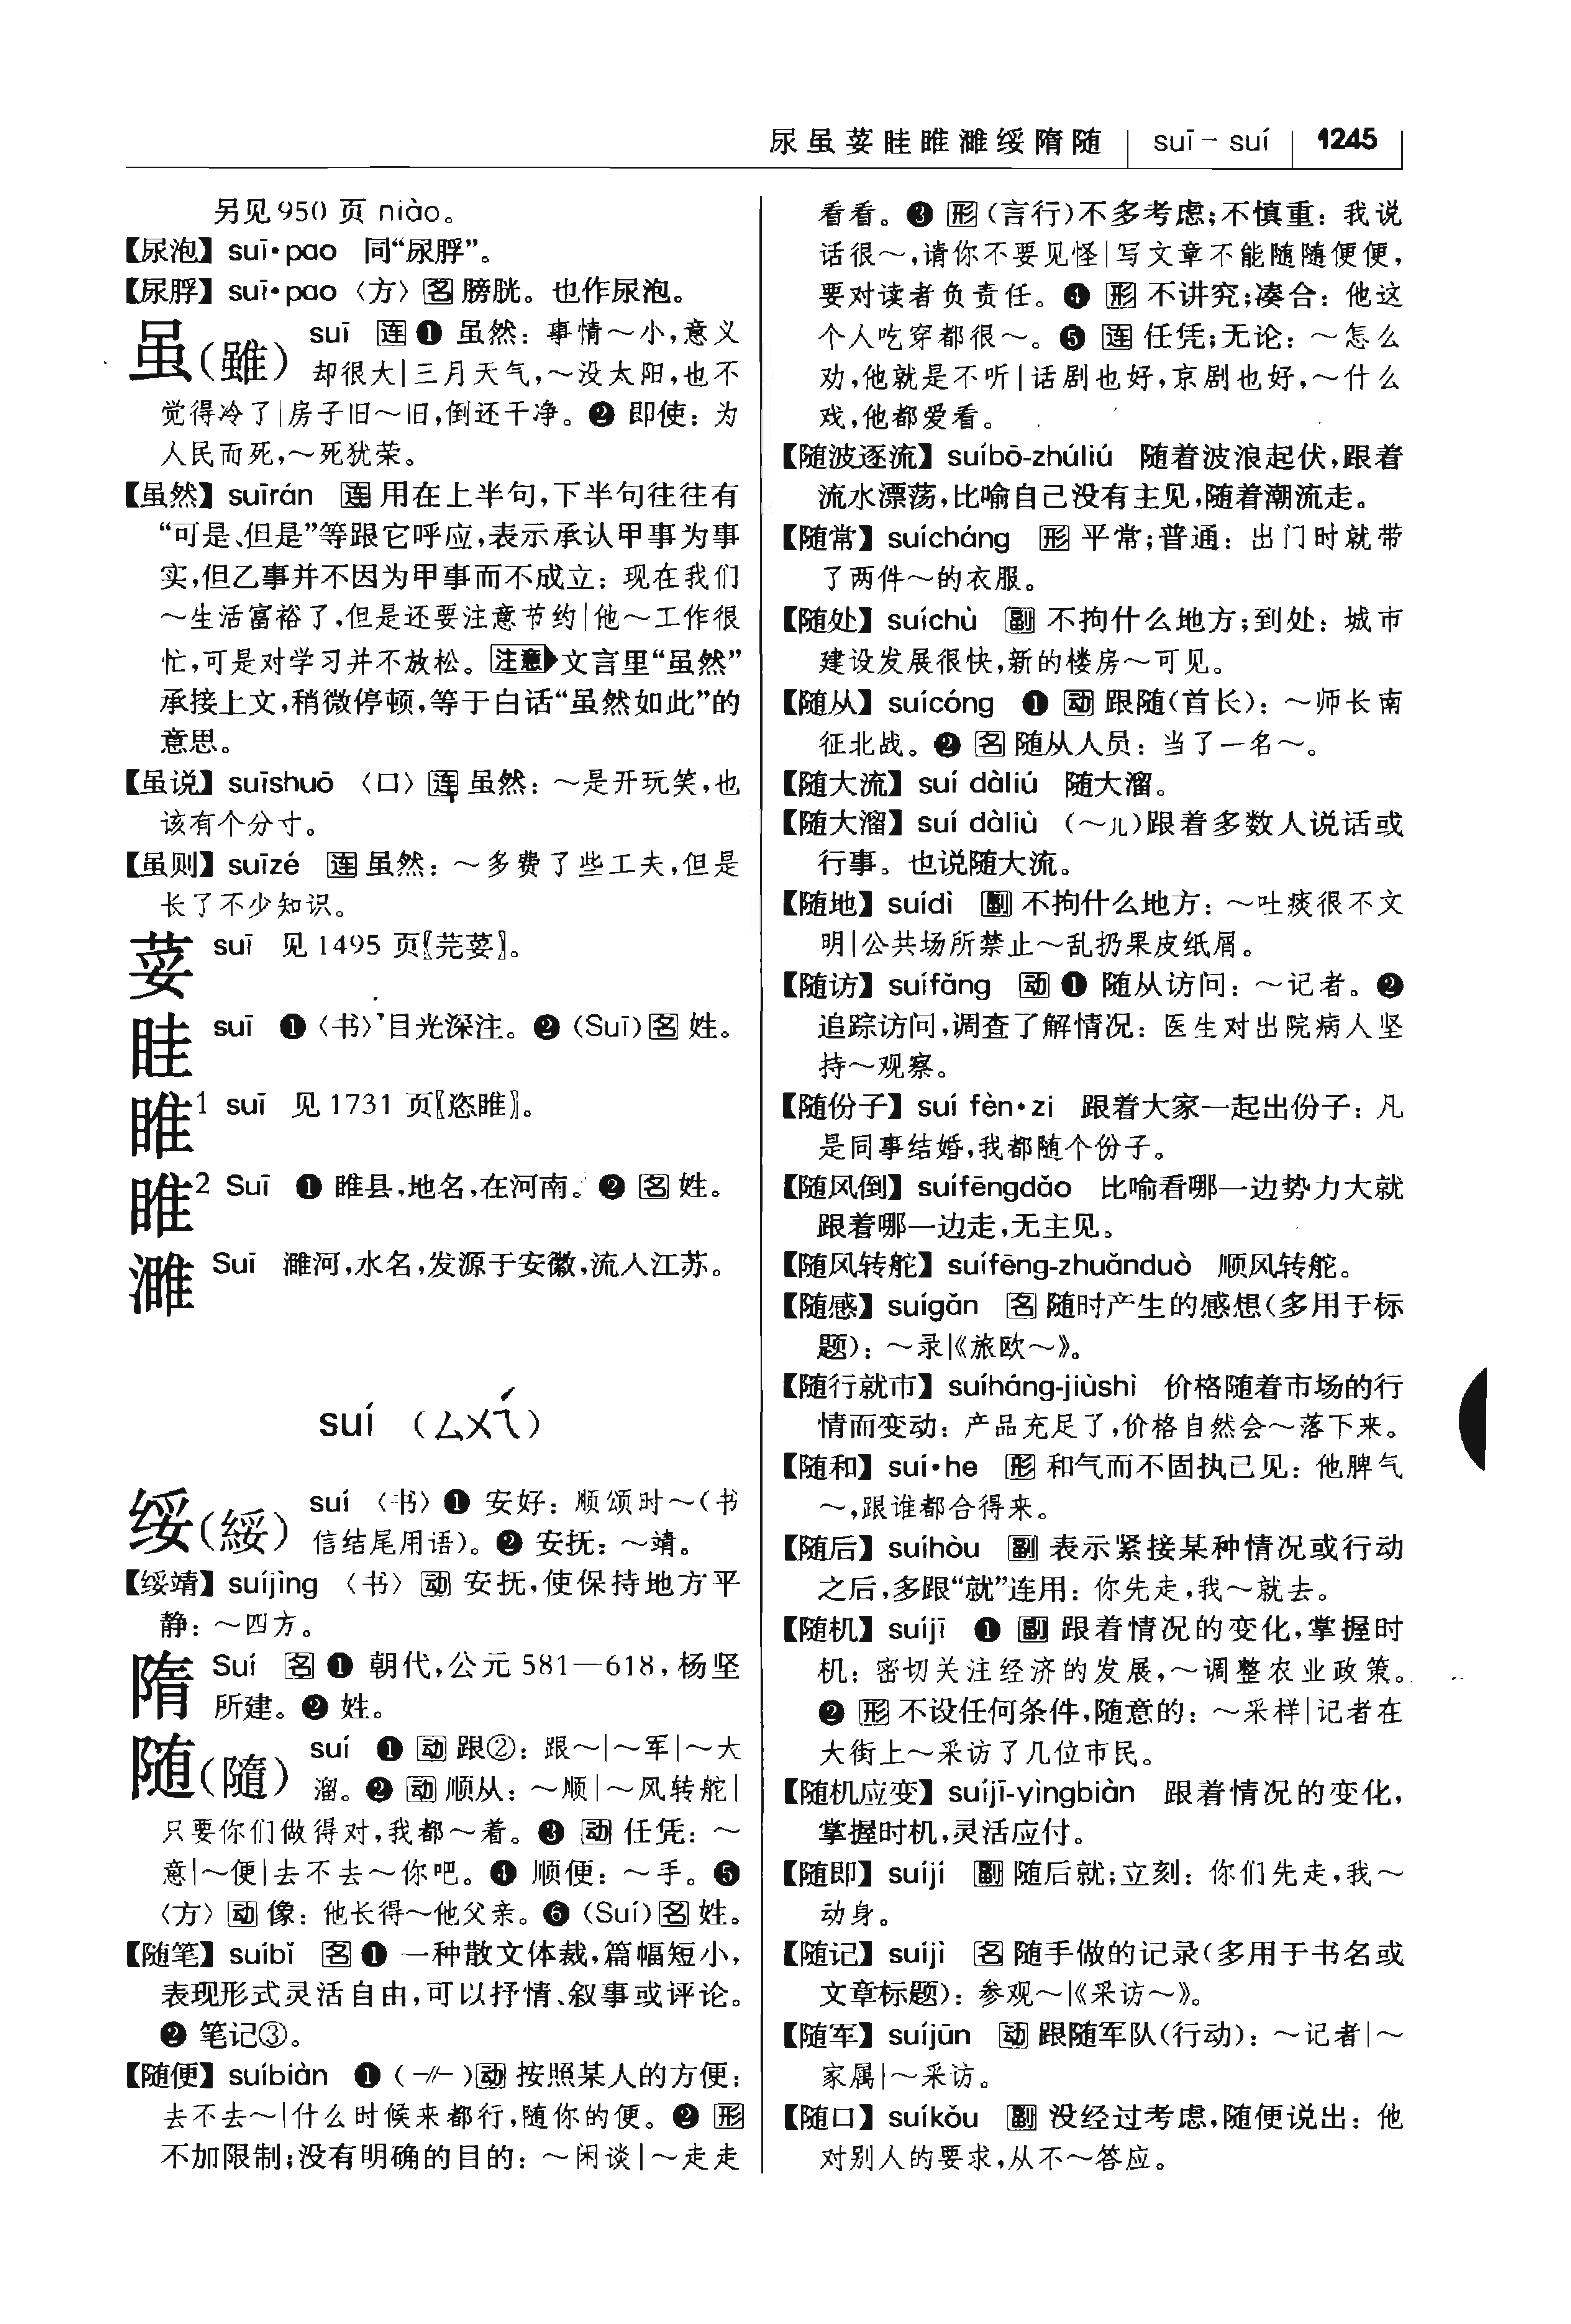 尿虽荽眭睢濉绥隋随 suī－suí 1245
另见950 页 niào。
【尿泡】 suī•pao 同“尿脬”。
【尿脬】 suī•pao 〈方〉 名 膀胱。也作尿泡。
虽(雖) suī 连 ❶ 虽然：事情～小，意义
却很大|三月天气，～没太阳，也不
觉得冷了|房子旧～旧，倒还干净。❷ 即使：为
人民而死，～死犹荣。
【虽然】 suīrán 连 用在上半句，下半句往往有
“可是、但是”等跟它呼应，表示承认甲事为事
实，但乙事并不因为甲事而不成立：现在我们
～生活富裕了，但是还要注意节约|他～工作很
忙，可是对学习并不放松。注意 文言里“虽然”
承接上文，稍微停顿，等于白话“虽然如此”的
意思。
【虽说】 suīshuō 〈口〉 连 虽然：～是开玩笑，也
该有个分寸。
【虽则】 suīzé 连 虽然：～多费了些工夫，但是
长了不少知识。
荽 suī 见 1495 页〖芫荽〗。
眭 suī ❶〈书〉目光深注。❷ (Suī) 名 姓。
睢1 suī 见 1731 页〖恣睢〗。
睢2 Suī ❶ 睢县，地名，在河南。❷ 名 姓。
濉 Suī 濉河，水名，发源于安徽，流入江苏。
suí （ㄙㄨㄟˊ）
绥(綏) suí 〈书〉❶ 安好：顺颂时～(书
信结尾用语)。❷ 安抚：～靖。
【绥靖】 suíjìng 〈书〉 动 安抚，使保持地方平
静：～四方。
隋 Suí 名 ❶ 朝代，公元 581—618，杨坚
所建。❷ 姓。
随(隨) suí ❶ 动 跟②：跟～|～军|～大
溜。❷ 动 顺从：～顺|～风转舵|
只要你们做得对，我都～着。❸ 动 任凭：～
意|～便|去不去～你吧。❹ 顺便：～手。❺
〈方〉 动 像：他长得～他父亲。❻ (Suí) 名 姓。
【随笔】 suíbǐ 名 ❶ 一种散文体裁，篇幅短小，
表现形式灵活自由，可以抒情、叙事或评论。
❷ 笔记③。
【随便】 suíbiàn ❶ (－//－) 动 按照某人的方便：
去不去～|什么时候来都行，随你的便。❷ 形
不加限制；没有明确的目的：～闲谈|～走走
看看。❸ 形 (言行)不多考虑；不慎重：我说
话很～，请你不要见怪|写文章不能随随便便，
要对读者负责任。❹ 形 不讲究；凑合：他这
个人吃穿都很～。❺ 连 任凭；无论：～怎么
劝，他就是不听|话剧也好，京剧也好，～什么
戏，他都爱看。
【随波逐流】 suíbō-zhúliú 随着波浪起伏，跟着
流水漂荡，比喻自己没有主见，随着潮流走。
【随常】 suícháng 形 平常；普通：出门时就带
了两件～的衣服。
【随处】 suíchù 副 不拘什么地方；到处：城市
建设发展很快，新的楼房～可见。
【随从】 suícóng ❶ 动 跟随(首长)：～师长南
征北战。❷ 名 随从人员：当了一名～。
【随大流】 suí dàliú 随大溜。
【随大溜】 suí dàliù (～儿)跟着多数人说话或
行事。也说随大流。
【随地】 suídì 副 不拘什么地方：～吐痰很不文
明|公共场所禁止～乱扔果皮纸屑。
【随访】 suífǎng 动 ❶ 随从访问：～记者。❷
追踪访问，调查了解情况：医生对出院病人坚
持～观察。
【随份子】 suí fèn•zi 跟着大家一起出份子：凡
是同事结婚，我都随个份子。
【随风倒】 suífēngdǎo 比喻看哪一边势力大就
跟着哪一边走，无主见。
【随风转舵】 suífēng-zhuǎnduò 顺风转舵。
【随感】 suígǎn 名 随时产生的感想(多用于标
题)：～录|《旅欧～》。
【随行就市】 suíháng-jiùshì 价格随着市场的行
情而变动：产品充足了，价格自然会～落下来。
【随和】 suí•he 形 和气而不固执己见：他脾气
～，跟谁都合得来。
【随后】 suíhòu 副 表示紧接某种情况或行动
之后，多跟“就”连用：你先走，我～就去。
【随机】 suíjī ❶ 副 跟着情况的变化，掌握时
机：密切关注经济的发展，～调整农业政策。
❷ 形 不设任何条件，随意的：～采样|记者在
大街上～采访了几位市民。
【随机应变】 suíjī-yìngbiàn 跟着情况的变化，
掌握时机，灵活应付。
【随即】 suíjí 副 随后就；立刻：你们先走，我～
动身。
【随记】 suíjì 名 随手做的记录(多用于书名或
文章标题)：参观～|《采访～》。
【随军】 suíjūn 动 跟随军队(行动)：～记者|～
家属|～采访。
【随口】 suíkǒu 副 没经过考虑，随便说出：他
对别人的要求，从不～答应。